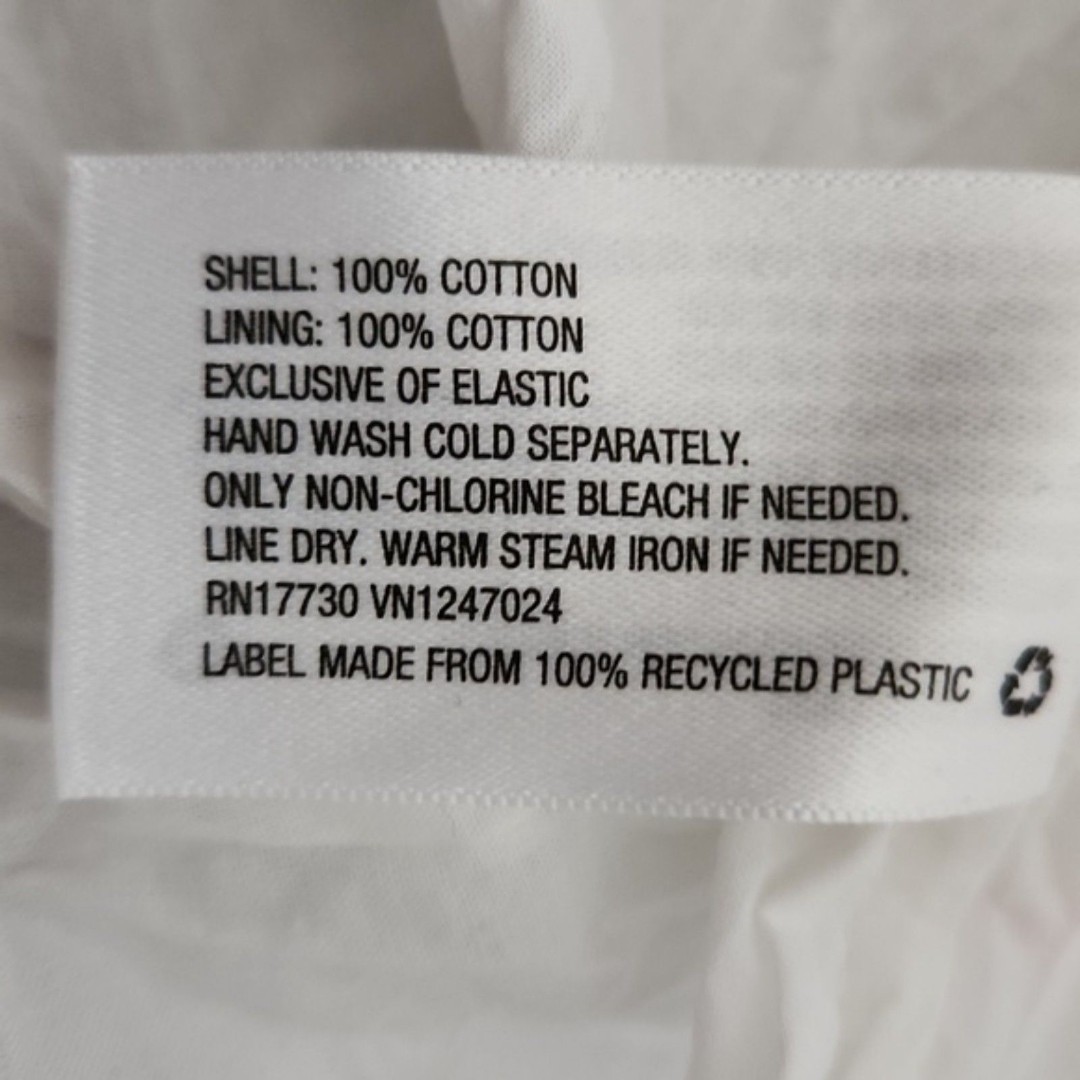 SHELL: 100% COTTON
LINING: 100% COTTON
EXCLUSIVE OF ELASTIC
HAND WASH COLD SEPARATELY.
ONLY NON-CHLORINE BLEACH IF NEEDED.
LINE DRY. WARM STEAM IRON IF NEEDED.
RN17730 VN1247024
LABEL MADE FROM 100% RECYCLED PLASTIC